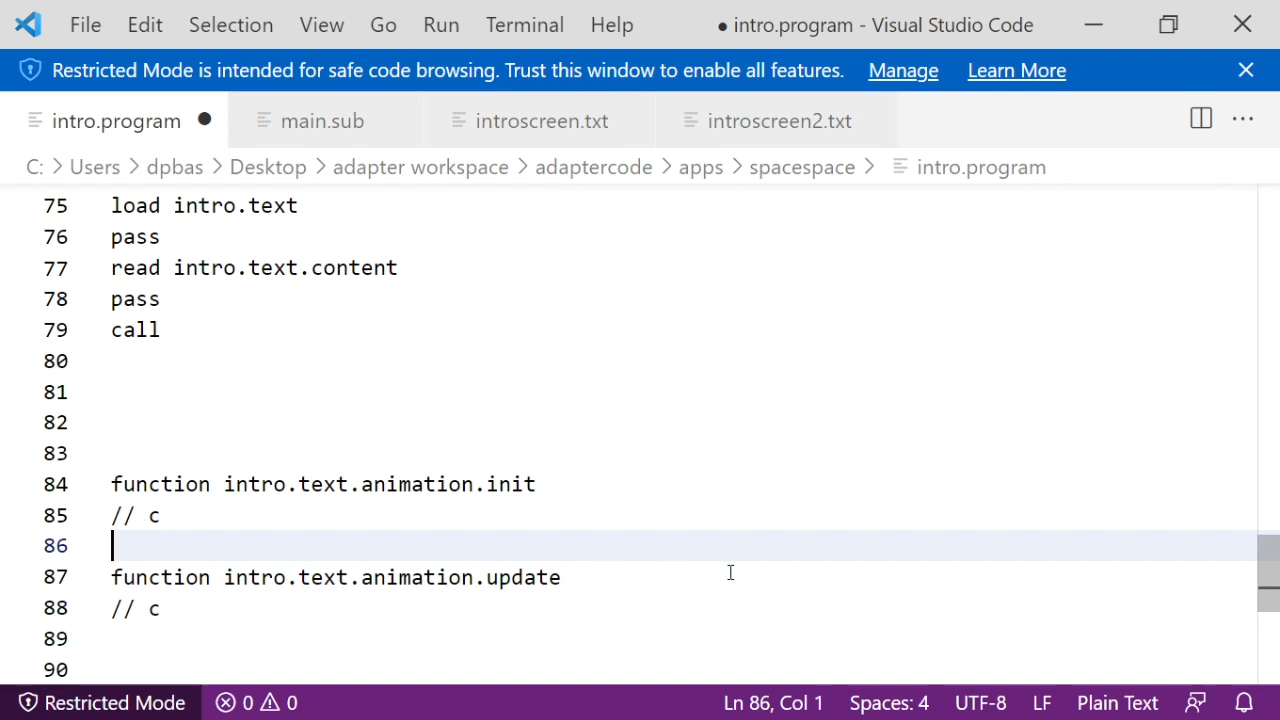 File Edit Selection View Go Run Terminal Help ● intro.program - Visual Studio Code
Restricted Mode is intended for safe code browsing. Trust this window to enable all features. Manage Learn More
intro.program ● main.sub introscreen.txt introscreen2.txt
C: > Users > dpbas > Desktop > adapter workspace > adaptercode > apps > spacespace > intro.program
75 load intro.text
76 pass
77 read intro.text.content
78 pass
79 call
80
81
82
83
84 function intro.text.animation.init
85 // c
86
87 function intro.text.animation.update
88 // c
89
90
Restricted Mode 0 0 Ln 86, Col 1 Spaces: 4 UTF-8 LF Plain Text